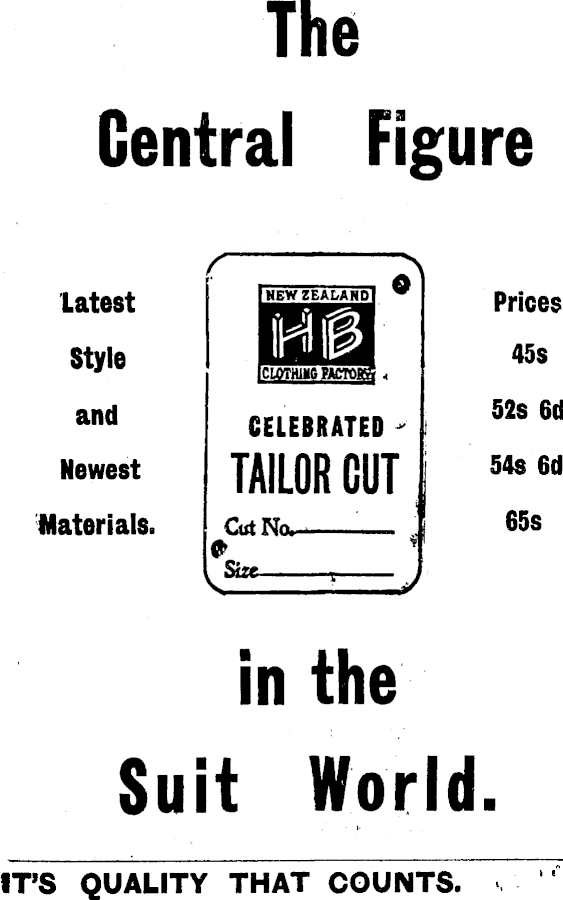 The
Central Figure
Latest
Style
and
Newest
Materials.
NEW ZEALAND
HB
CLOTHING FACTORY
CELEBRATED
TAILOR CUT
Cut No.
Size
Prices
45s
52s 6d
54s 6d
65s
in the
Suit World.
IT'S QUALITY THAT COUNTS.